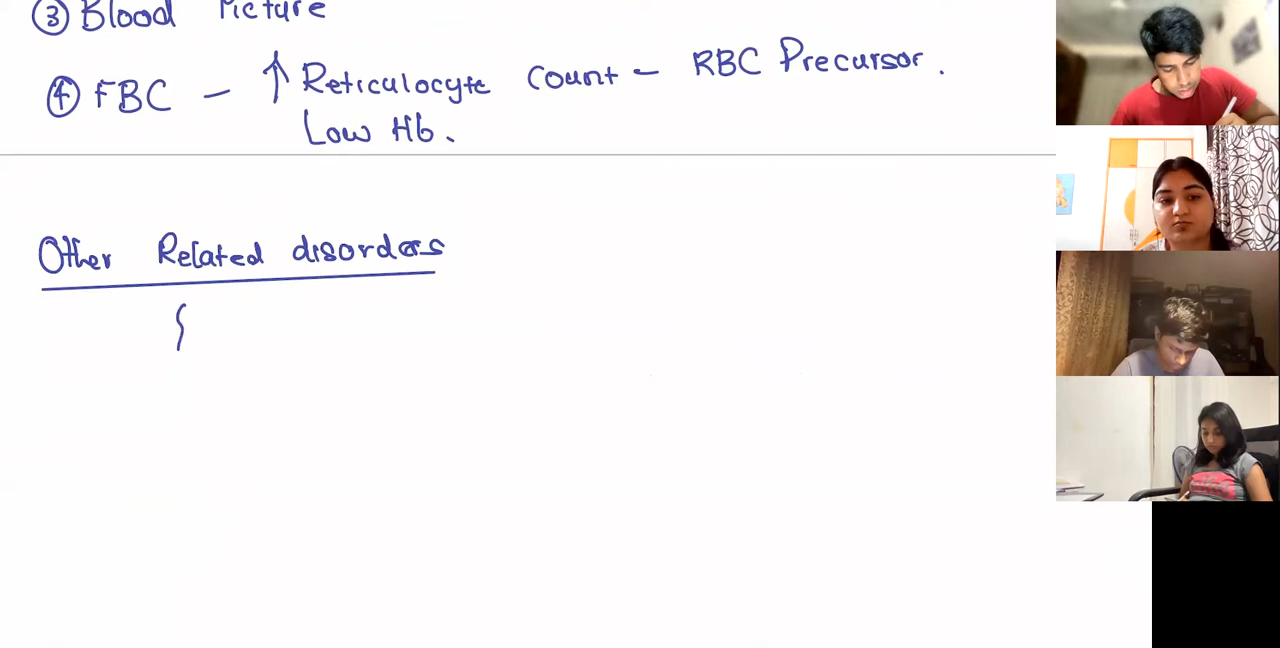 ③ Blood Picture
④ FBC - ↑ Reticulocyte Count - RBC Precursor.
Low Hb.
Other Related disorders